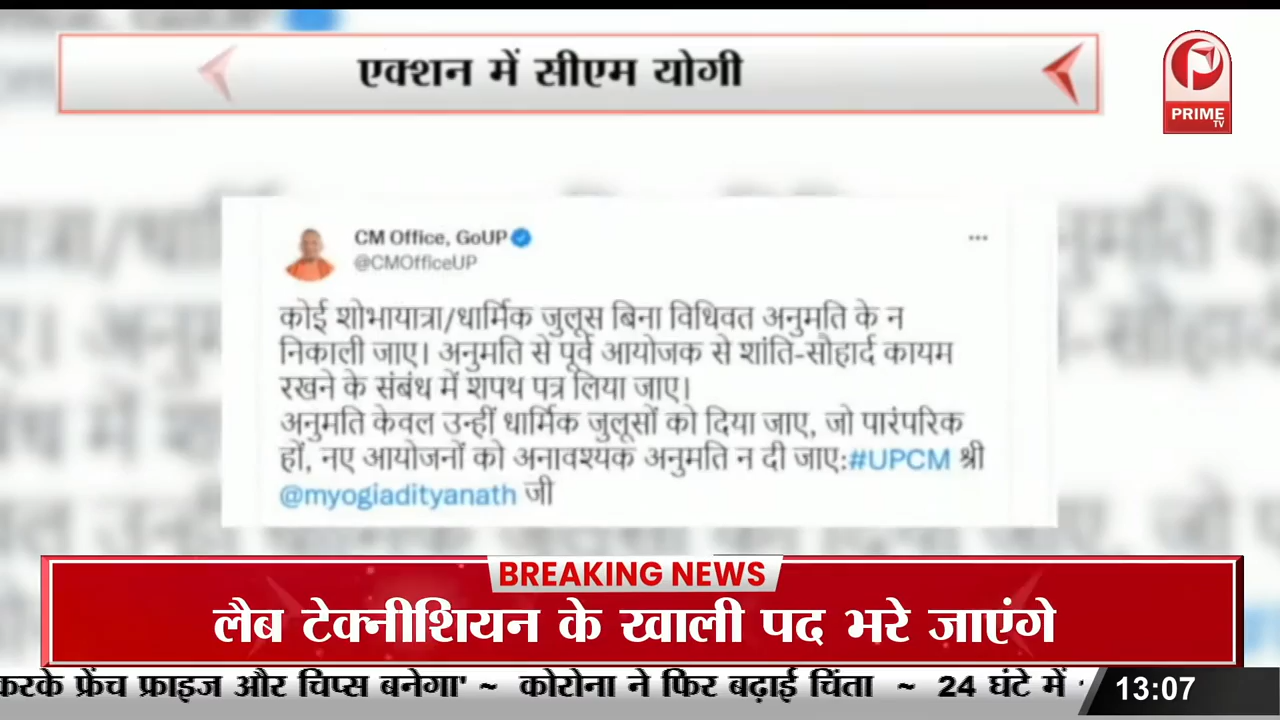 एक्शन में सीएम योगी
PRIME
TV
CM Office, GoUP
@CMOfficeUP
कोई शोभायात्रा/धार्मिक जुलूस बिना विधिवत अनुमति के न
निकाली जाए। अनुमति से पूर्व आयोजक से शांति-सौहार्द कायम
रखने के संबंध में शपथ पत्र लिया जाए।
अनुमति केवल उन्हीं धार्मिक जुलूसों को दिया जाए, जो पारंपरिक
हों, नए आयोजनों को अनावश्यक अनुमति न दी जाए:#UPCM श्री
@myogiadityanath जी
BREAKING NEWS
लैब टेक्नीशियन के खाली पद भरे जाएंगे
करके फ्रेंच फ्राइज और चिप्स बनेगा' ~ कोरोना ने फिर बढ़ाई चिंता ~ 24 घंटे में
13:07